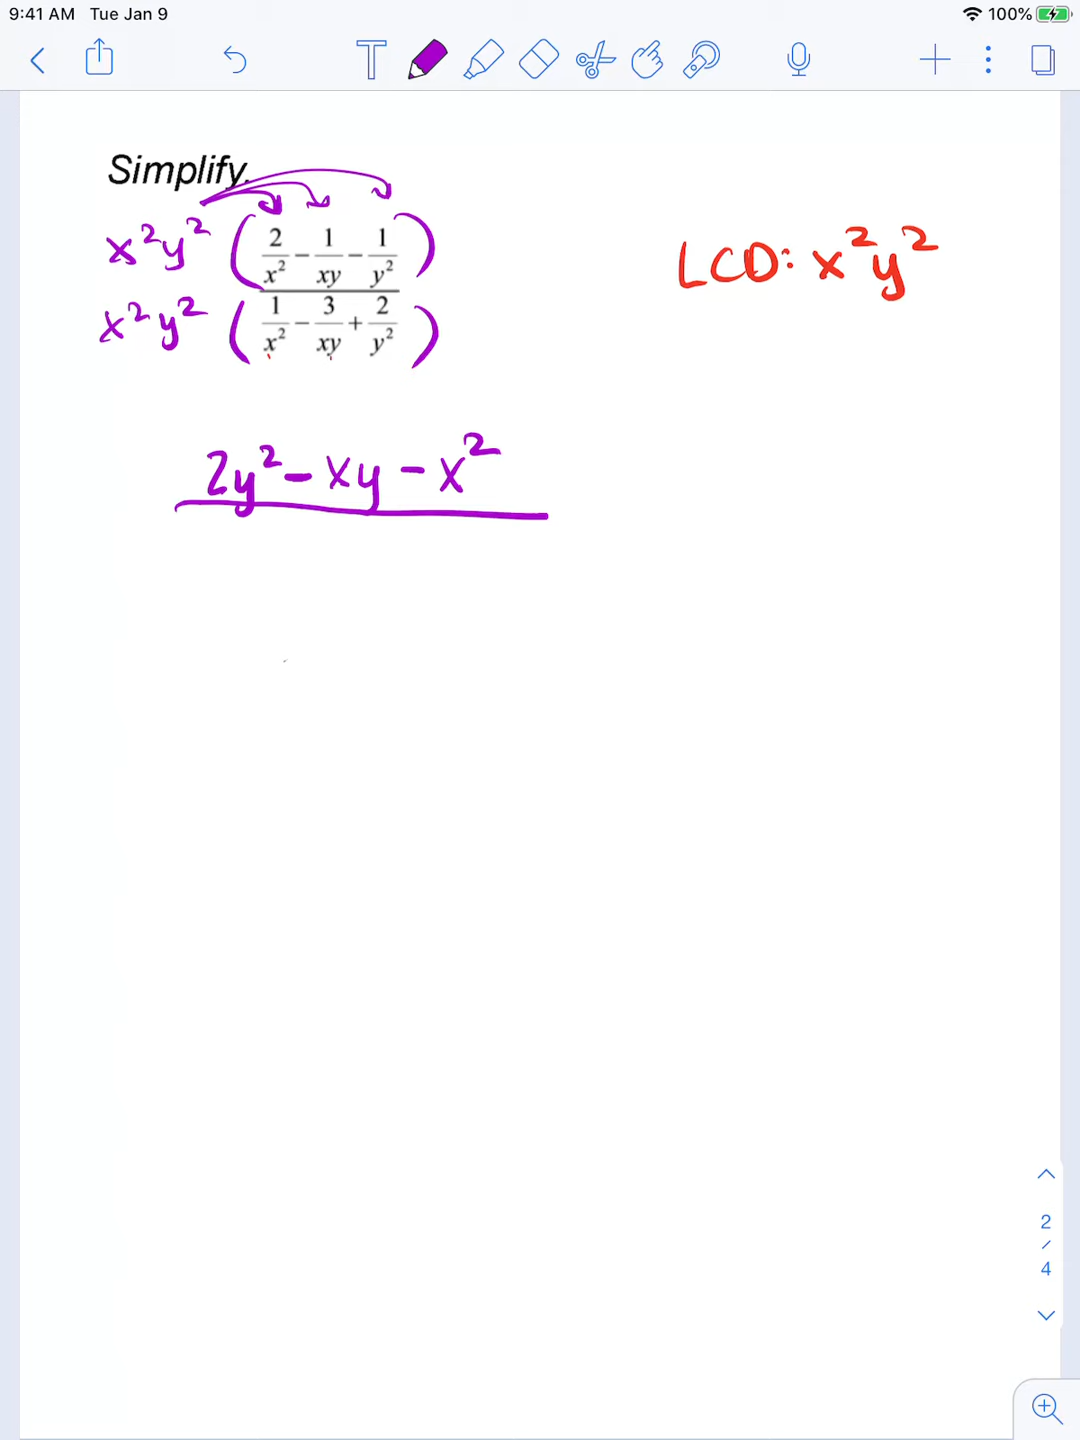 9:41 AM Tue Jan 9 100%
T
Simplify.
x²y² ( 2/x² - 1/xy - 1/y² )
LCD: x²y²
x²y² ( 1/x² - 3/xy + 2/y² )
2y² - xy - x²
2
/
4